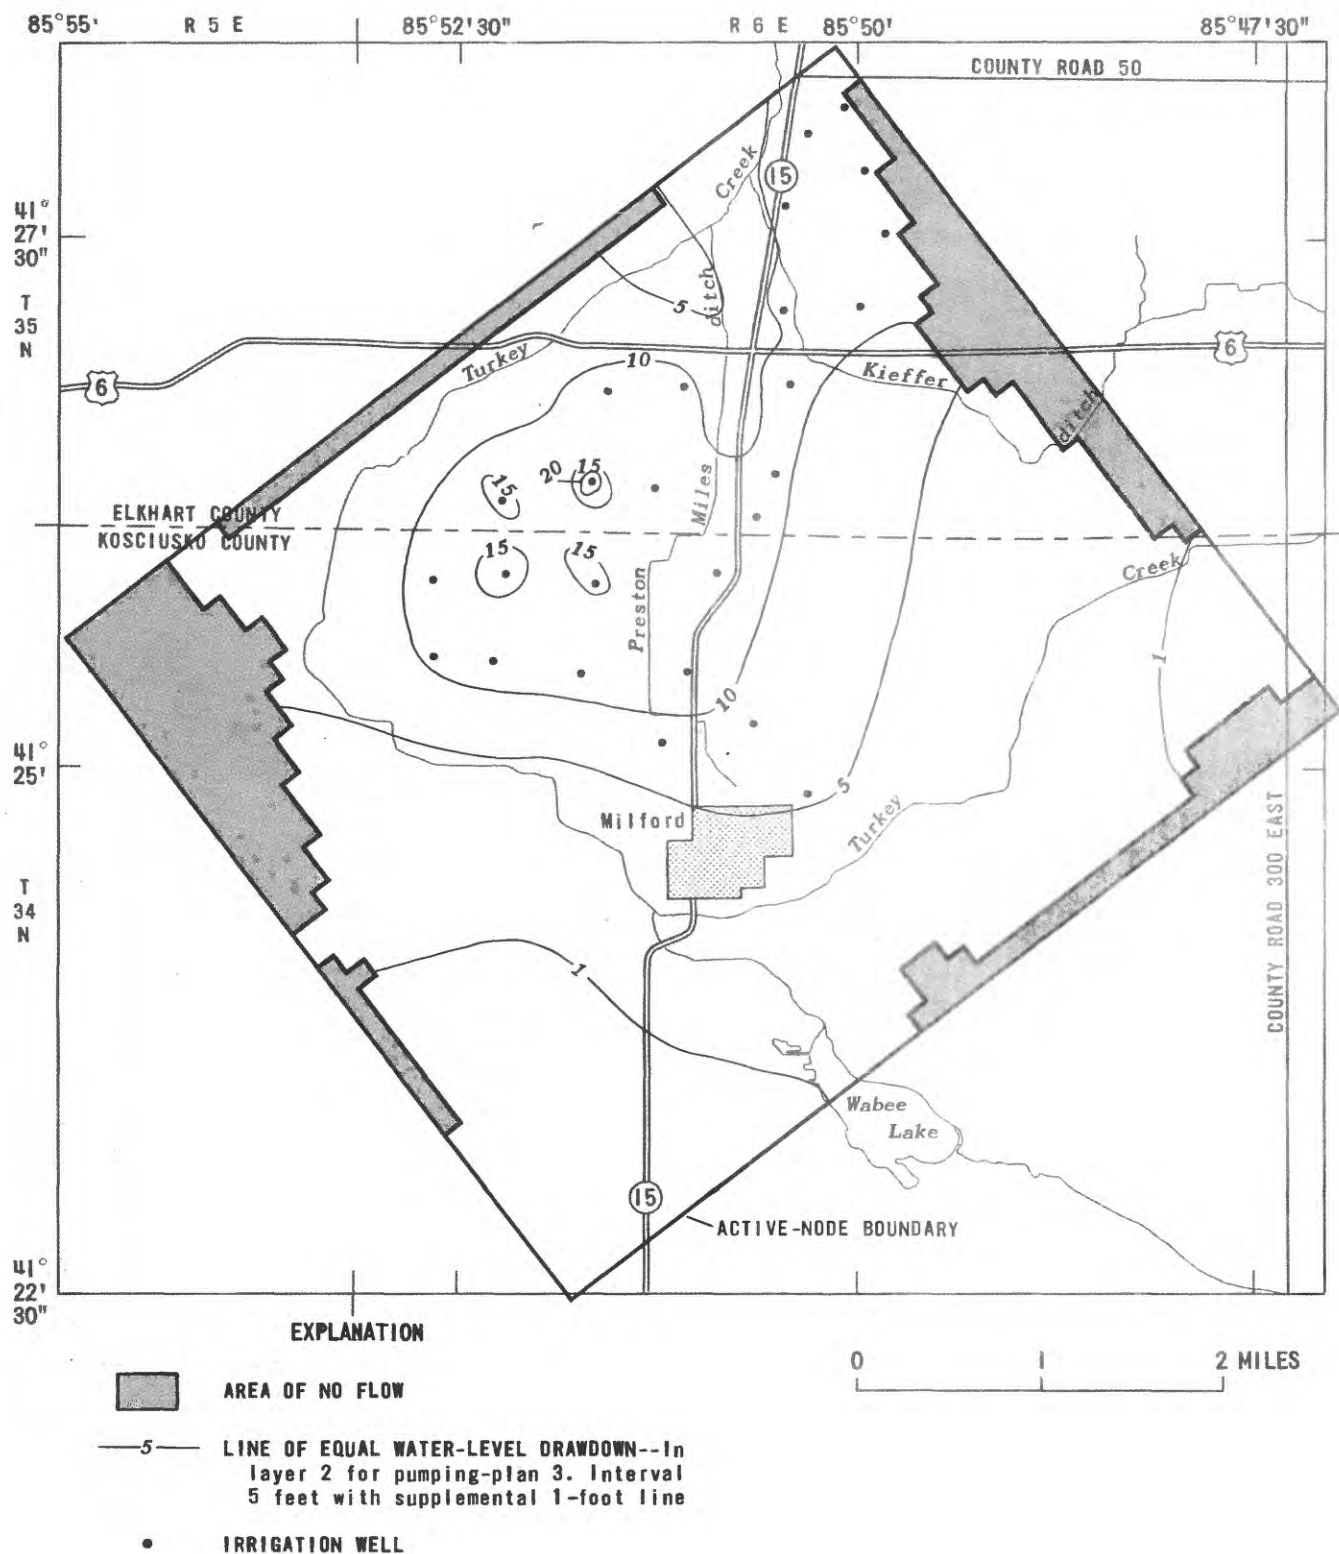 85°55' R 5 E 85°52'30" R 6 E 85°50' 85°47'30"
COUNTY ROAD 50
15
Creek
41°
27'
30"
T
35
N
ditch
5
Turkey
10
6
6
Kieffer
ditch
20 15
15
Miles
ELKHART COUNTY
KOSCIUSKO COUNTY
15
15
Preston
Creek
1
10
41°
25'
5
Milford
Turkey
COUNTY ROAD 300 EAST
T
34
N
1
Wabee
Lake
15
ACTIVE-NODE BOUNDARY
41°
22'
30"
EXPLANATION
0 1 2 MILES
AREA OF NO FLOW
5 LINE OF EQUAL WATER-LEVEL DRAWDOWN--In
layer 2 for pumping-plan 3. Interval
5 feet with supplemental 1-foot line
IRRIGATION WELL